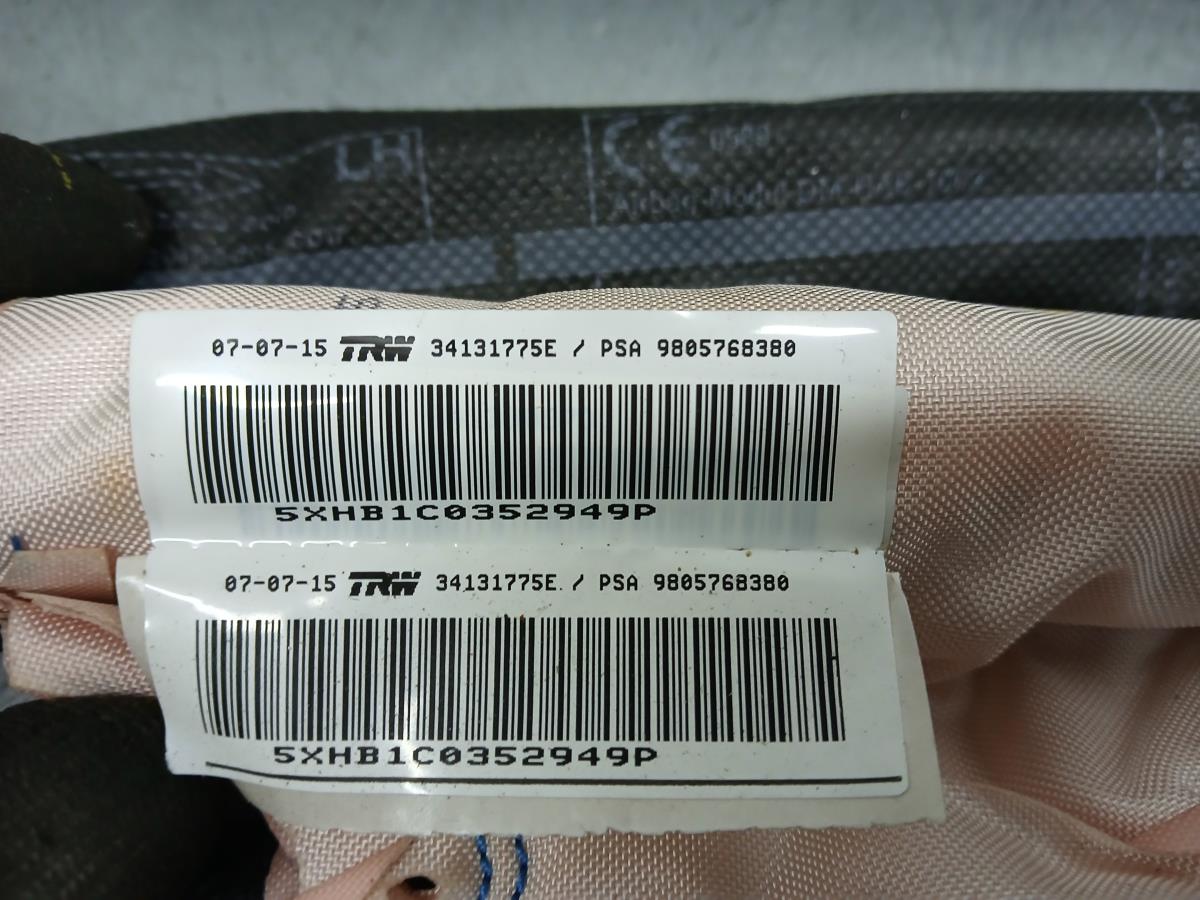 LH
CE
07-07-15 TRW 34131775E / PSA 9805768380
5XHB1C0352949P
07-07-15 TRW 34131775E / PSA 9805768380
5XHB1C0352949P